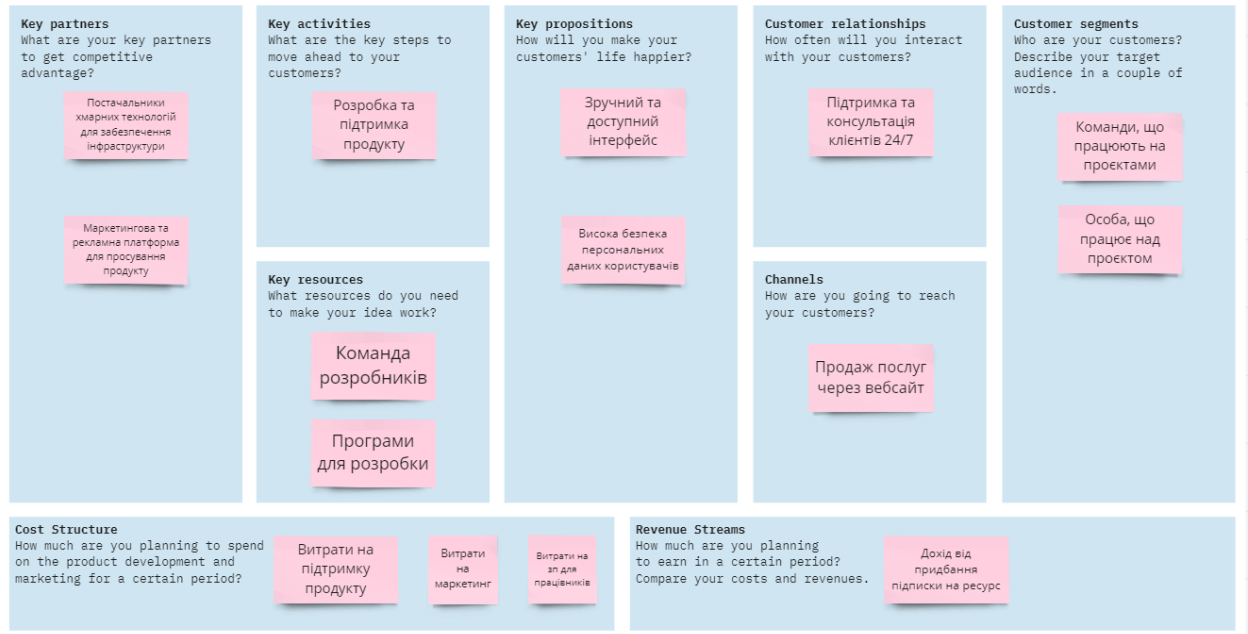 Key partners
What are your key partners
to get competitive
advantage?
Постачальники
хмарних технологій
для забезпечення
інфраструктури
Маркетингова та
рекламна платформа
для просування
продукту
Key activities
What are the key steps to
move ahead to your
customers?
Розробка та
підтримка
продукту
Key resources
What resources do you need
to make your idea work?
Команда
розробників
Програми
для розробки
Key propositions
How will you make your
customers' life happier?
Зручний та
доступний
інтерфейс
Висока безпека
персональних
даних користувачів
Customer relationships
How often will you interact
with your customers?
Підтримка та
консультація
клієнтів 24/7
Channels
How are you going to reach
your customers?
Продаж послуг
через вебсайт
Customer segments
Who are your customers?
Describe your target
audience in a couple of
words.
Команди, що
працюють на
проєктами
Особа, що
працює над
проєктом
Cost Structure
How much are you planning to spend
on the product development and
marketing for a certain period?
Витрати на
підтримку
продукту
Витрати
на
маркетинг
Витрати на
зп для
працівників
Revenue Streams
How much are you planning
to earn in a certain period?
Compare your costs and revenues.
Дохід від
придбання
підписки на ресурс